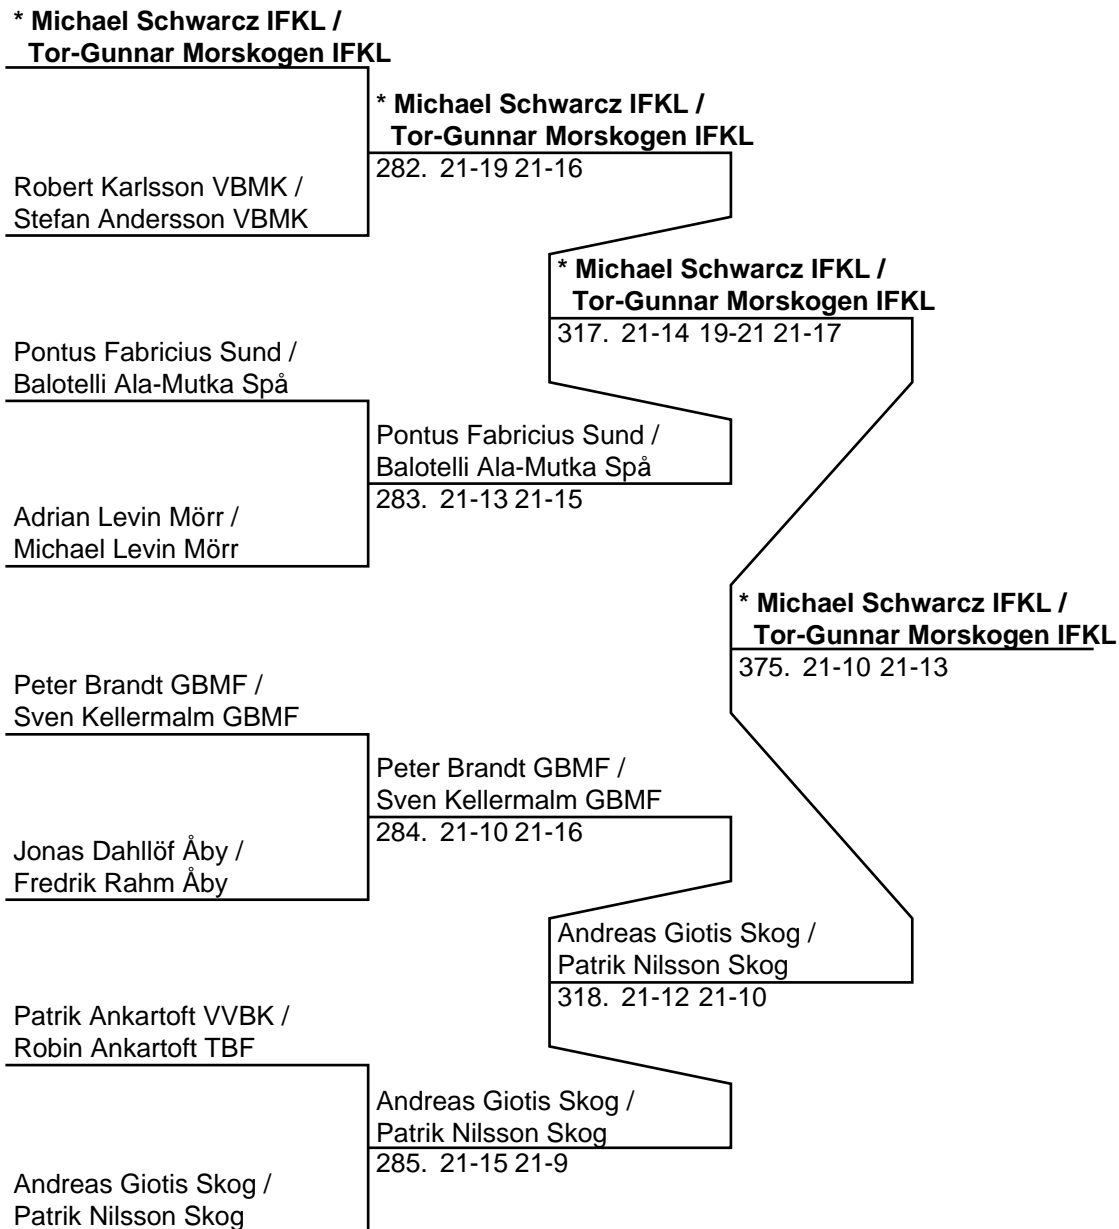 * Michael Schwarcz IFKL /
Tor-Gunnar Morskogen IFKL
* Michael Schwarcz IFKL /
Tor-Gunnar Morskogen IFKL
282. 21-19 21-16
Robert Karlsson VBMK /
Stefan Andersson VBMK
* Michael Schwarcz IFKL /
Tor-Gunnar Morskogen IFKL
317. 21-14 19-21 21-17
Pontus Fabricius Sund /
Balotelli Ala-Mutka Spå
Pontus Fabricius Sund /
Balotelli Ala-Mutka Spå
283. 21-13 21-15
Adrian Levin Mörr /
Michael Levin Mörr
* Michael Schwarcz IFKL /
Tor-Gunnar Morskogen IFKL
375. 21-10 21-13
Peter Brandt GBMF /
Sven Kellermalm GBMF
Peter Brandt GBMF /
Sven Kellermalm GBMF
284. 21-10 21-16
Jonas Dahllöf Åby /
Fredrik Rahm Åby
Andreas Giotis Skog /
Patrik Nilsson Skog
318. 21-12 21-10
Patrik Ankartoft VVBK /
Robin Ankartoft TBF
Andreas Giotis Skog /
Patrik Nilsson Skog
285. 21-15 21-9
Andreas Giotis Skog /
Patrik Nilsson Skog